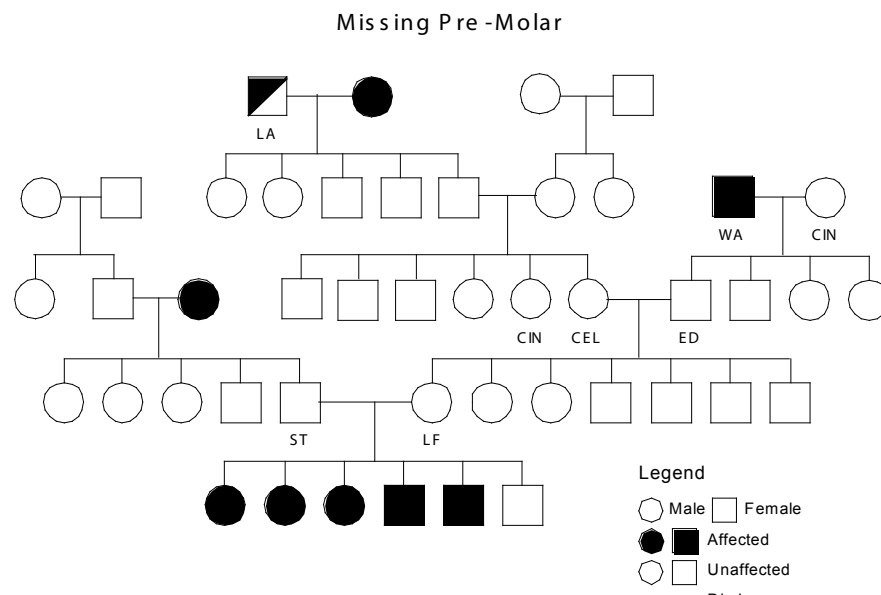 Missing Pre-Molar
LA
WA CIN
CIN CEL ED
ST LF
Legend
Male Female
Affected
Unaffected